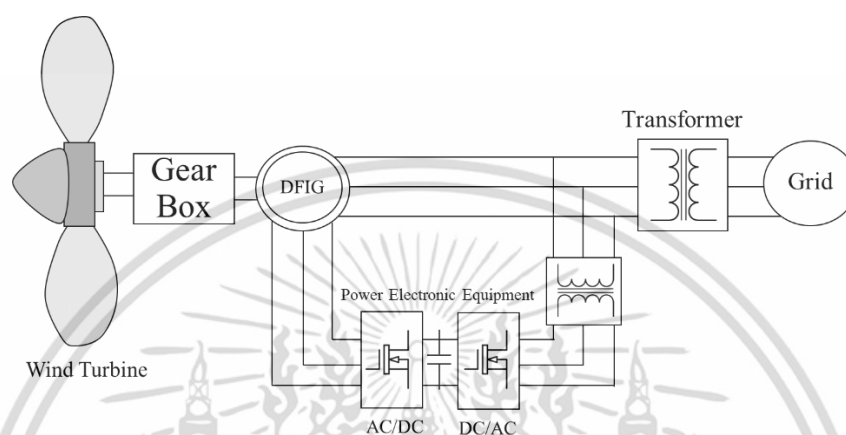 Transformer
Gear
Box
DFIG
Grid
Power Electronic Equipment
Wind Turbine
AC/DC
DC/AC